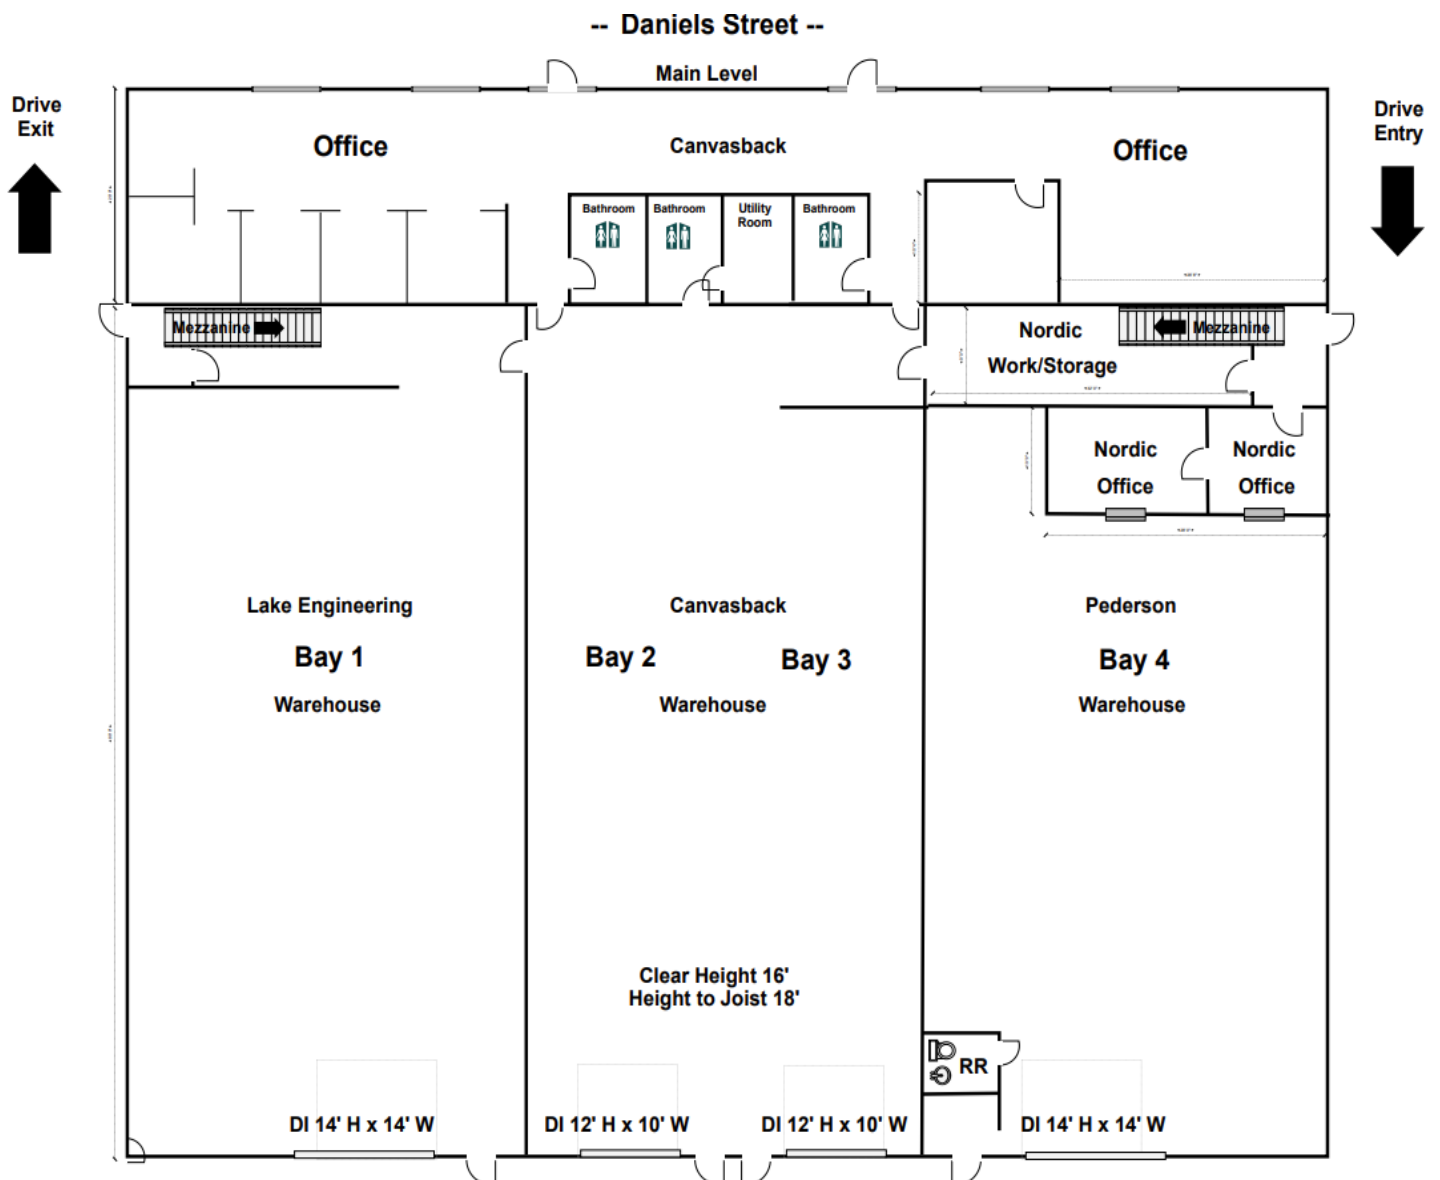 -- Daniels Street --
Main Level
Drive
Exit
Drive
Entry
Office
Canvasback
Office
Bathroom
Bathroom
Utility
Room
Bathroom
Mezzanine
Nordic
Work/Storage
Mezzanine
Nordic
Office
Nordic
Office
Lake Engineering
Bay 1
Warehouse
Canvasback
Bay 2
Bay 3
Warehouse
Pederson
Bay 4
Warehouse
Clear Height 16'
Height to Joist 18'
RR
DI 14' H x 14' W
DI 12' H x 10' W
DI 12' H x 10' W
DI 14' H x 14' W